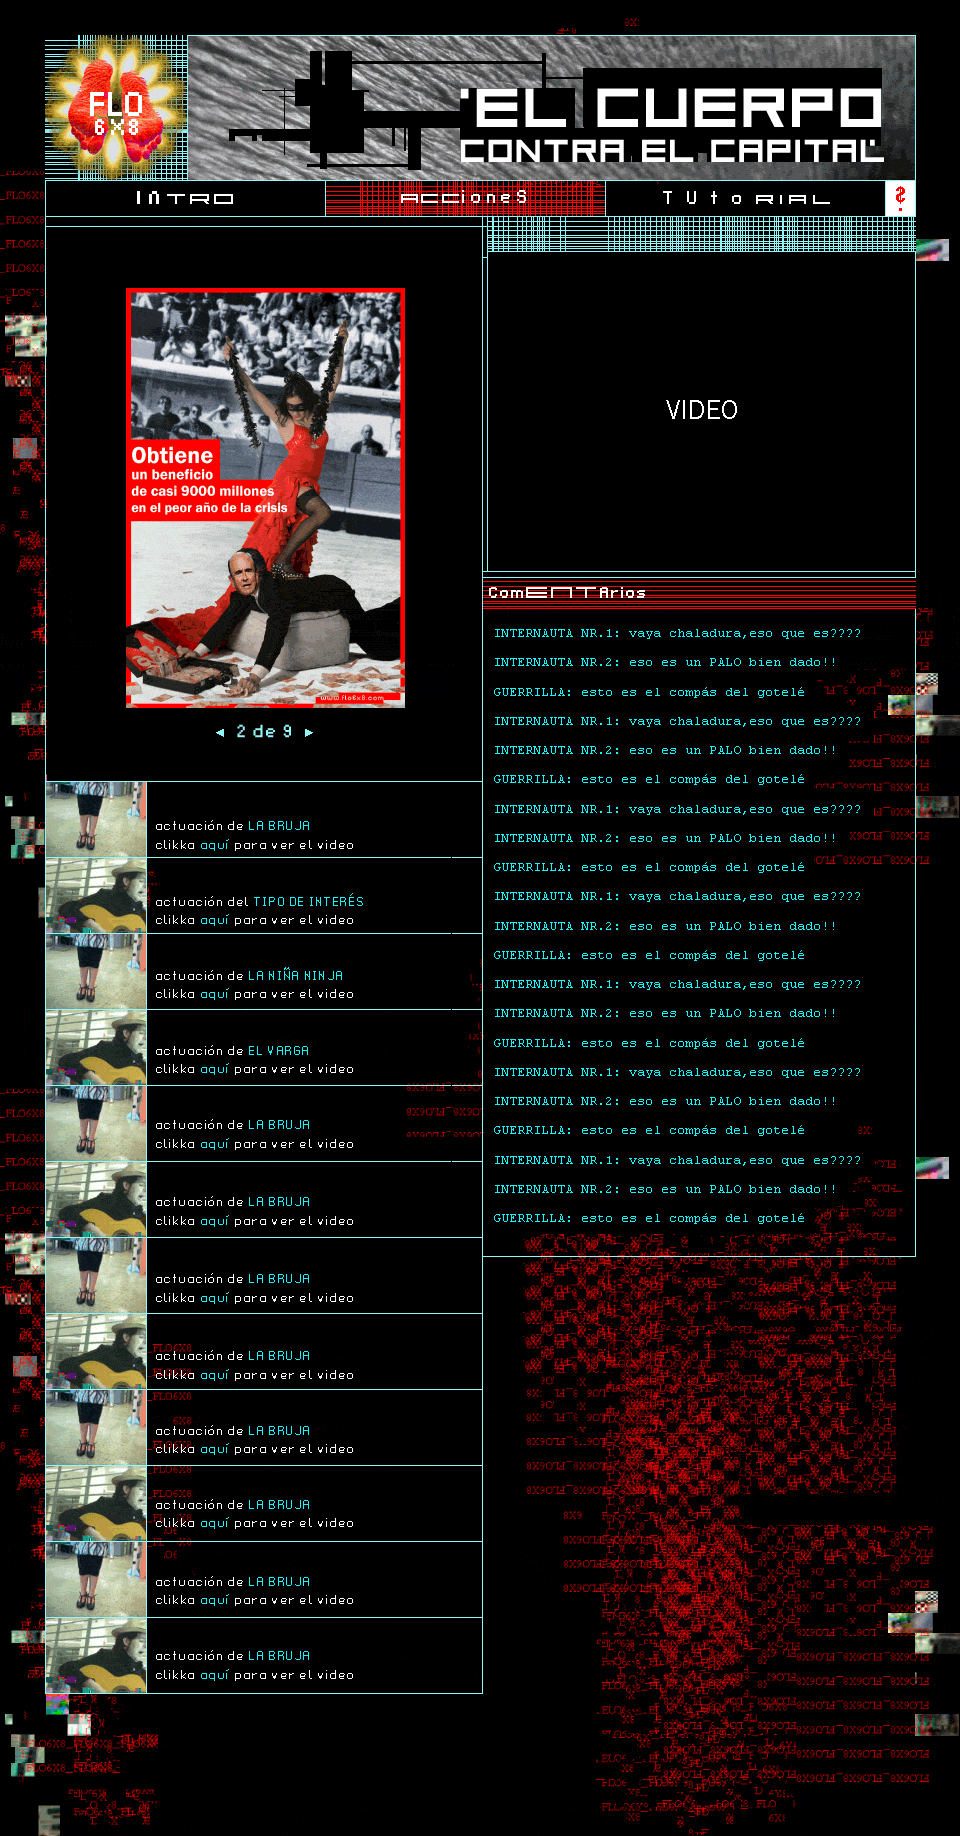 FLO
6x8
EL CUERPO
CONTRA EL CAPITAL
INTRO
accioneS
TUtoRIAL
?
Obtiene
un beneficio
de casi 9000 millones
en el peor año de la crisis
www.flo6x8.com
◄ 2 de 9 ►
actuación de LA BRUJA
clikka aquí para ver el video
actuación del TIPO DE INTERÉS
clikka aquí para ver el video
actuación de LA NIÑA NINJA
clikka aquí para ver el video
actuación de EL VARGA
clikka aquí para ver el video
actuación de LA BRUJA
clikka aquí para ver el video
actuación de LA BRUJA
clikka aquí para ver el video
actuación de LA BRUJA
clikka aquí para ver el video
actuación de LA BRUJA
clikka aquí para ver el video
actuación de LA BRUJA
clikka aquí para ver el video
actuación de LA BRUJA
clikka aquí para ver el video
actuación de LA BRUJA
clikka aquí para ver el video
actuación de LA BRUJA
clikka aquí para ver el video
VIDEO
ComENTArios
INTERNAUTA NR.1: vaya chaladura,eso que es????
INTERNAUTA NR.2: eso es un PALO bien dado!!
GUERRILLA: esto es el compás del gotelé
INTERNAUTA NR.1: vaya chaladura,eso que es????
INTERNAUTA NR.2: eso es un PALO bien dado!!
GUERRILLA: esto es el compás del gotelé
INTERNAUTA NR.1: vaya chaladura,eso que es????
INTERNAUTA NR.2: eso es un PALO bien dado!!
GUERRILLA: esto es el compás del gotelé
INTERNAUTA NR.1: vaya chaladura,eso que es????
INTERNAUTA NR.2: eso es un PALO bien dado!!
GUERRILLA: esto es el compás del gotelé
INTERNAUTA NR.1: vaya chaladura,eso que es????
INTERNAUTA NR.2: eso es un PALO bien dado!!
GUERRILLA: esto es el compás del gotelé
INTERNAUTA NR.1: vaya chaladura,eso que es????
INTERNAUTA NR.2: eso es un PALO bien dado!!
GUERRILLA: esto es el compás del gotelé
INTERNAUTA NR.1: vaya chaladura,eso que es????
INTERNAUTA NR.2: eso es un PALO bien dado!!
GUERRILLA: esto es el compás del gotelé